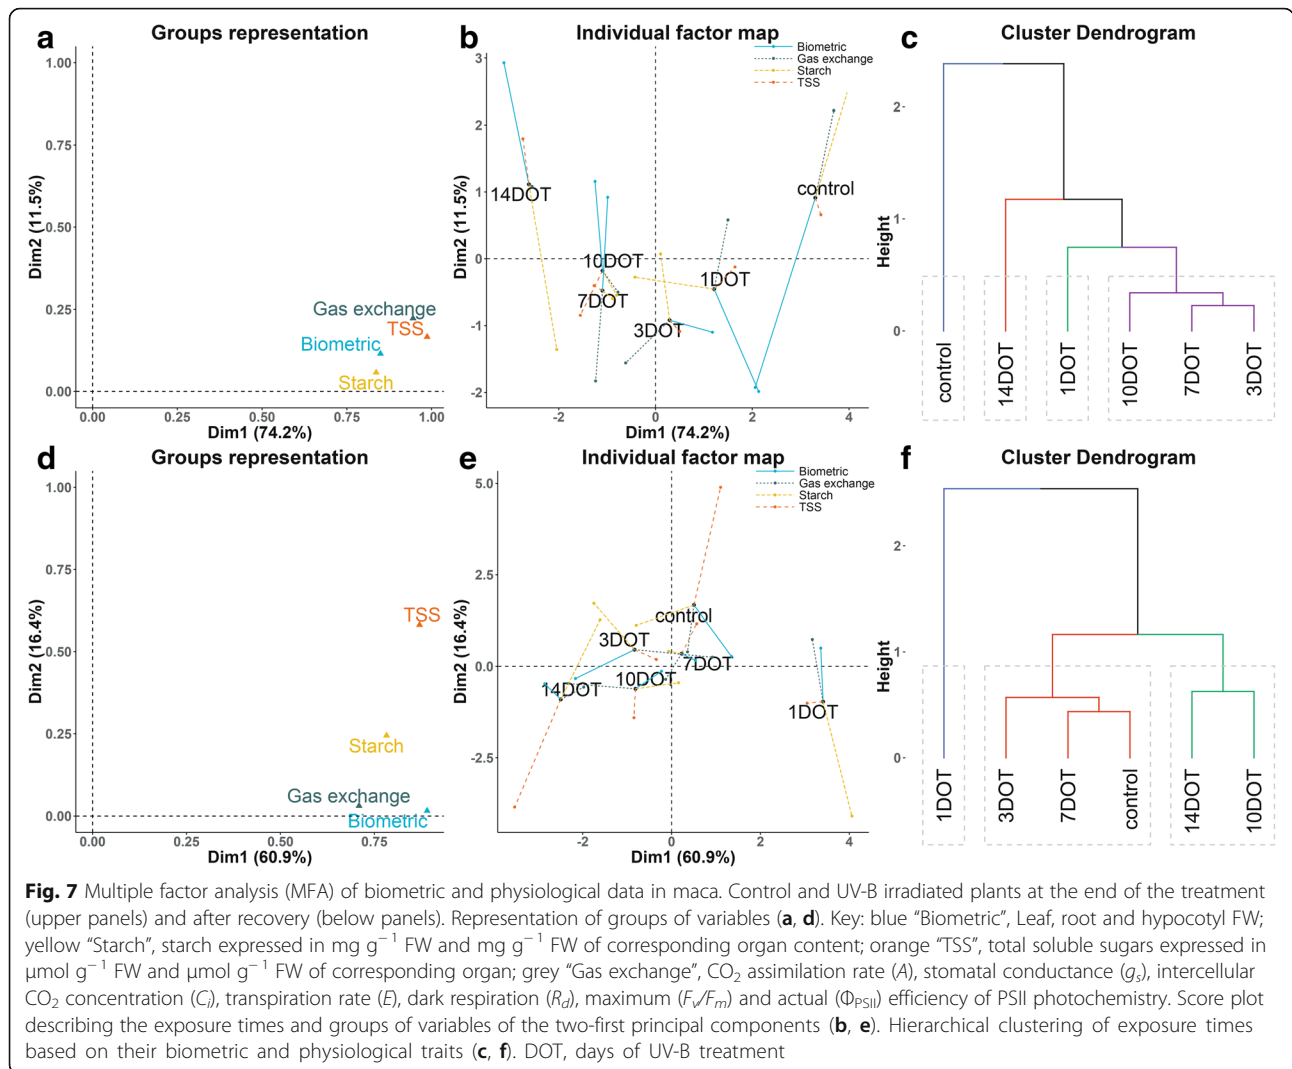 a
Groups representation
1.00
0.75
0.50
0.25
0.00
Dim2 (11.5%)
Gas exchange
TSS
Biometric
Starch
0.00 0.25 0.50 0.75 1.00
Dim1 (74.2%)
b
Individual factor map
Biometric
Gas exchange
Starch
TSS
3
2
1
0
-1
-2
Dim2 (11.5%)
14DOT
control
10DOT
7DOT
1DOT
3DOT
-2 0 2 4
Dim1 (74.2%)
c
Cluster Dendrogram
2
1
0
Height
control
14DOT
1DOT
10DOT
7DOT
3DOT
d
Groups representation
1.00
0.75
0.50
0.25
0.00
Dim2 (16.4%)
TSS
Starch
Gas exchange
Biometric
0.00 0.25 0.50 0.75
Dim1 (60.9%)
e
Individual factor map
Biometric
Gas exchange
Starch
TSS
5.0
2.5
0.0
-2.5
Dim2 (16.4%)
control
3DOT
7DOT
10DOT
14DOT
1DOT
-2 0 2 4
Dim1 (60.9%)
f
Cluster Dendrogram
2
1
0
Height
1DOT
3DOT
7DOT
control
14DOT
10DOT
Fig. 7 Multiple factor analysis (MFA) of biometric and physiological data in maca. Control and UV-B irradiated plants at the end of the treatment
(upper panels) and after recovery (below panels). Representation of groups of variables (a, d). Key: blue “Biometric”, Leaf, root and hypocotyl FW;
yellow “Starch”, starch expressed in mg g⁻¹ FW and mg g⁻¹ FW of corresponding organ content; orange “TSS”, total soluble sugars expressed in
μmol g⁻¹ FW and μmol g⁻¹ FW of corresponding organ; grey “Gas exchange”, CO₂ assimilation rate (A), stomatal conductance (gₛ), intercellular
CO₂ concentration (Cᵢ), transpiration rate (E), dark respiration (R_d), maximum (Fᵥ/Fₘ) and actual (Φ_PSII) efficiency of PSII photochemistry. Score plot
describing the exposure times and groups of variables of the two-first principal components (b, e). Hierarchical clustering of exposure times
based on their biometric and physiological traits (c, f). DOT, days of UV-B treatment